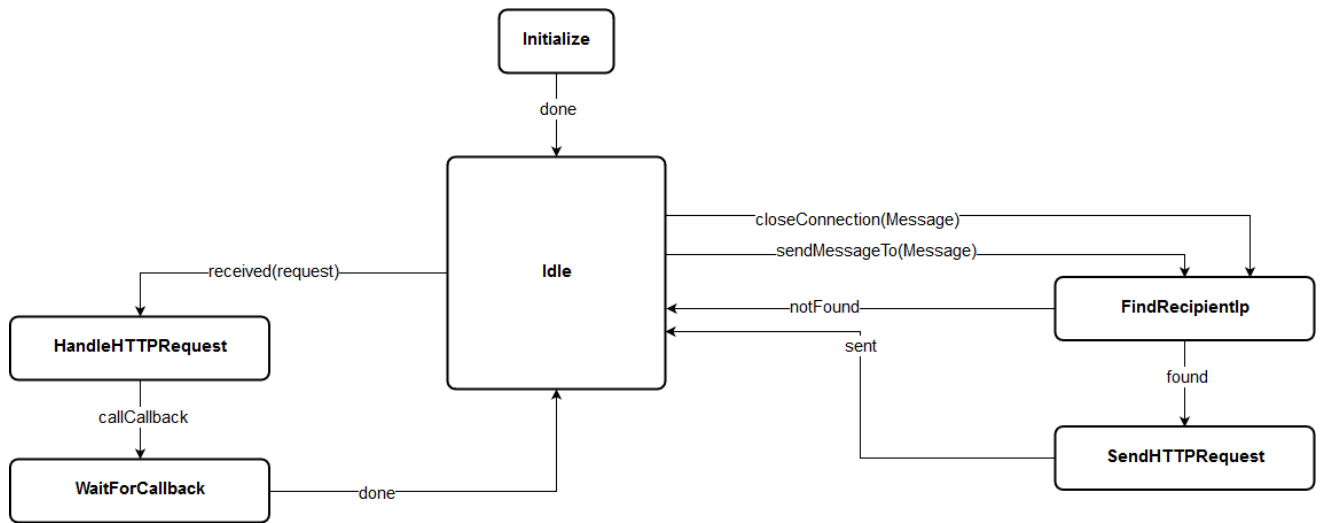 Initialize
done
closeConnection(Message)
sendMessageTo(Message)
Idle
received(request)
notFound
FindRecipientIp
HandleHTTPRequest
sent
found
callCallback
SendHTTPRequest
WaitForCallback
done